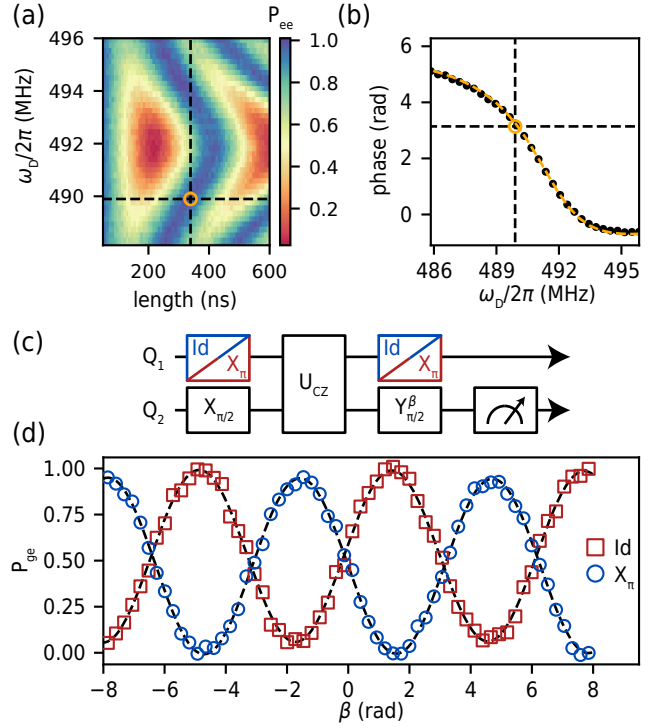 (a)
P_ee
496
494
492
490
ω_D/2π (MHz)
200
400
600
length (ns)
1.0
0.8
0.6
0.4
0.2
(b)
6
4
2
0
phase (rad)
486
489
492
495
ω_D/2π (MHz)
(c)
Q_1
Id
X_π
U_CZ
Id
X_π
Q_2
X_π/2
Y^β_π/2
(d)
1.00
0.75
0.50
0.25
0.00
P_ge
Id
X_π
−8
−6
−4
−2
0
2
4
6
8
β (rad)